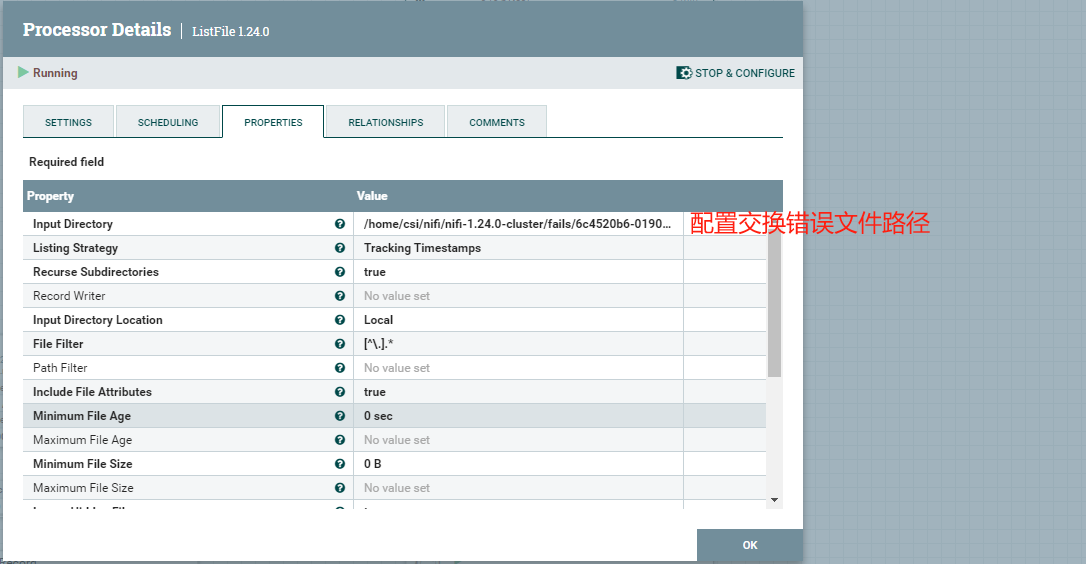 Processor Details | ListFile 1.24.0
Running STOP & CONFIGURE
SETTINGS SCHEDULING PROPERTIES RELATIONSHIPS COMMENTS
Required field
Property Value
Input Directory /home/csi/nifi/nifi-1.24.0-cluster/fails/6c4520b6-0190... 配置交换错误文件路径
Listing Strategy Tracking Timestamps
Recurse Subdirectories true
Record Writer No value set
Input Directory Location Local
File Filter [^\.].*
Path Filter No value set
Include File Attributes true
Minimum File Age 0 sec
Maximum File Age No value set
Minimum File Size 0 B
Maximum File Size No value set
OK